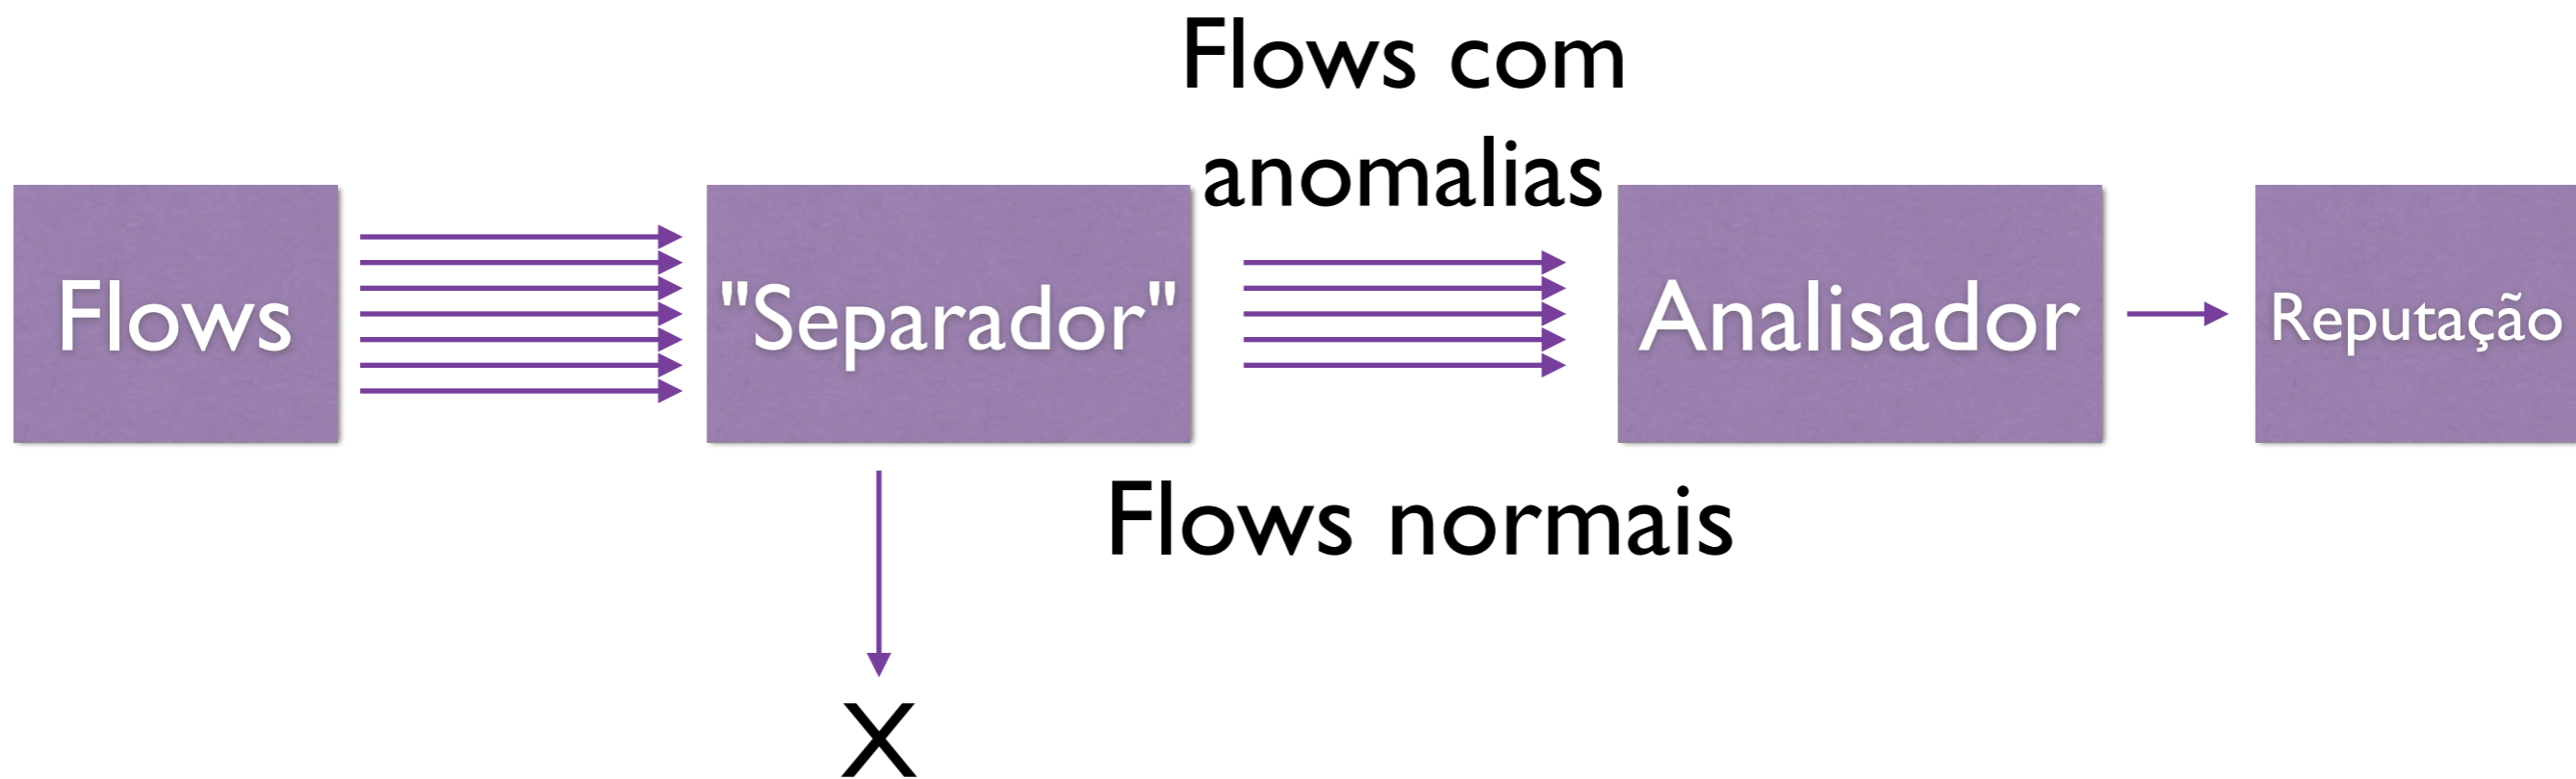 Flows com
anomalias
Flows
"Separador"
Analisador
Reputação
Flows normais
X